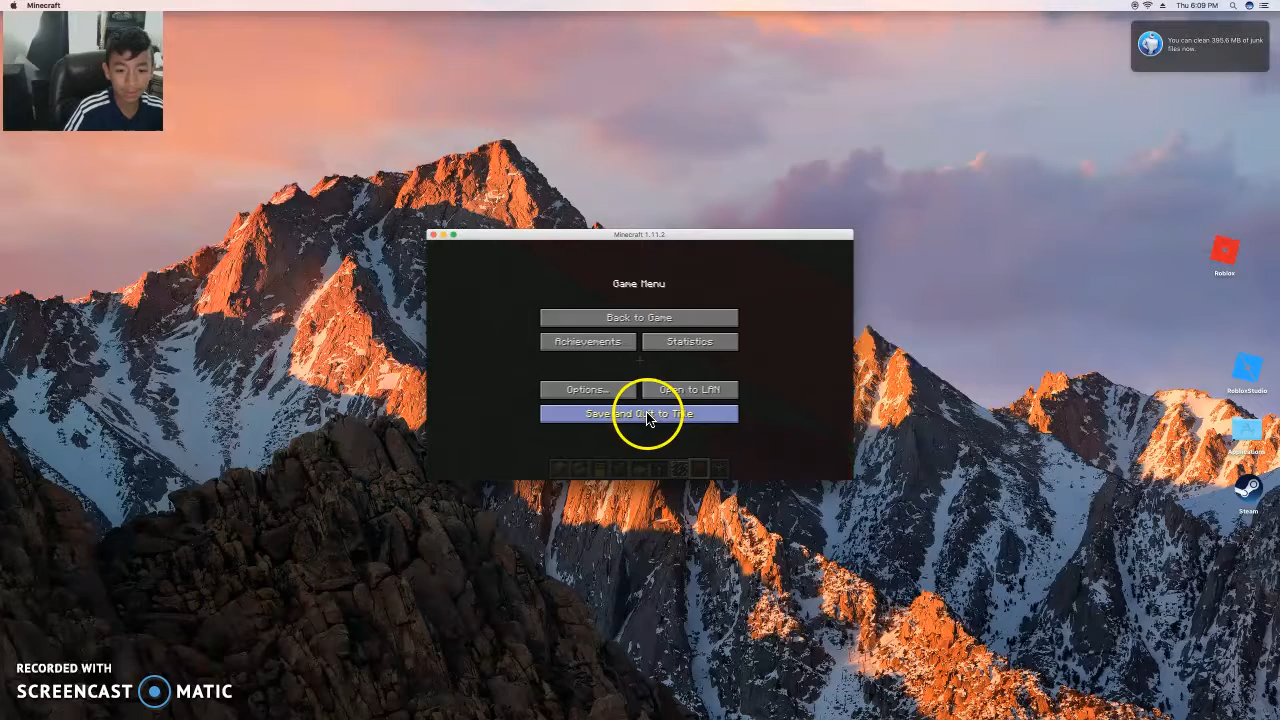 Minecraft
Thu 6:09 PM
You can clean 395.6 MB of junk
files now.
Minecraft 1.11.2
Game Menu
Back to Game
Achievements
Statistics
Options...
Open to LAN
Save and Quit to Title
Roblox
RobloxStudio
Applications
Steam
RECORDED WITH
SCREENCAST MATIC